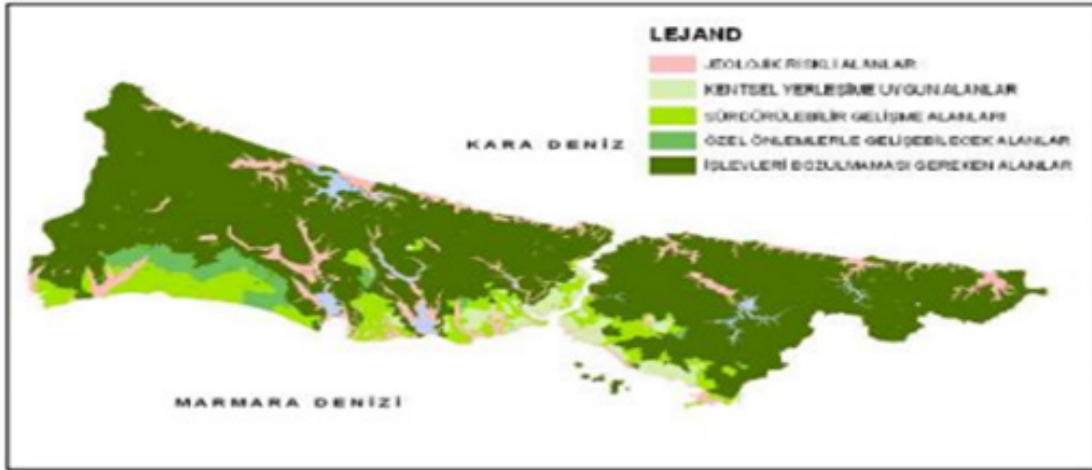 LEJAND
JEOLOJİK RİSKLİ ALANLAR
KENTSEL YERLEŞİME UYGUN ALANLAR
SÜRDÜRÜLEBİLİR GELİŞME ALANLARI
KARA DENİZ
ÖZEL ÖNLEMLERLE GELİŞEBİLECEK ALANLAR
İŞLEVLERİ BOZULMAMASI GEREKEN ALANLAR
MARMARA DENİZİ